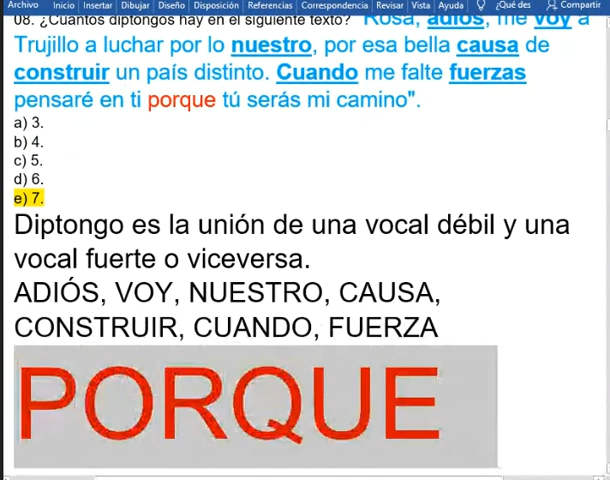 Archivo Inicio Insertar Dibujar Diseño Disposición Referencias Correspondencia Revisar Vista Ayuda ¿Qué des Compartir
08. ¿Cuántos diptongos hay en el siguiente texto? "Rosa, adiós, me voy a
Trujillo a luchar por lo nuestro, por esa bella causa de
construir un país distinto. Cuando me falte fuerzas
pensaré en ti porque tú serás mi camino".
a) 3.
b) 4.
c) 5.
d) 6.
e) 7.
Diptongo es la unión de una vocal débil y una
vocal fuerte o viceversa.
ADIÓS, VOY, NUESTRO, CAUSA,
CONSTRUIR, CUANDO, FUERZA
PORQUE